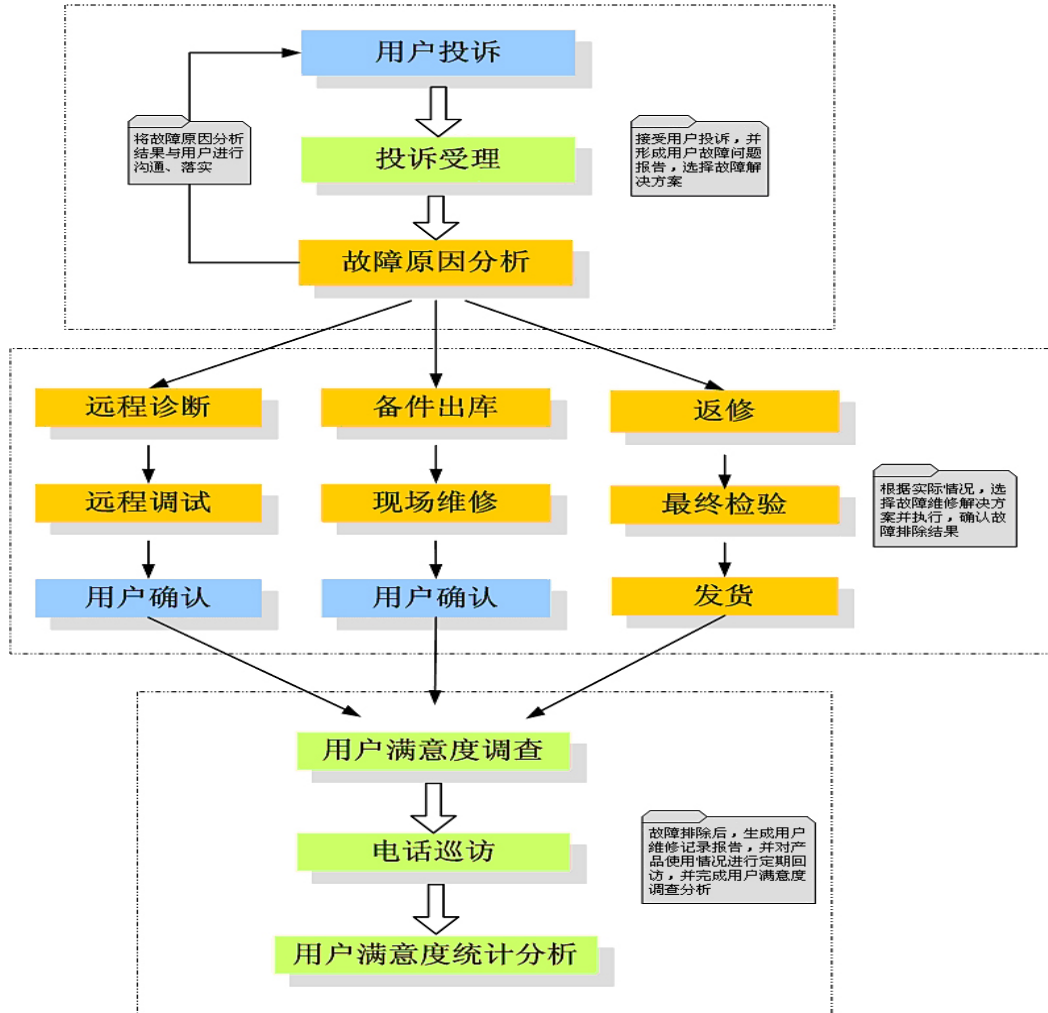 用户投诉
将故障原因分析
结果与用户进行
沟通、落实
投诉受理
接受用户投诉，并
形成用户故障问题
报告，选择故障解
决方案
故障原因分析
远程诊断
备件出库
返修
远程调试
现场维修
最终检验
根据实际情况，选
择故障维修解决方
案并执行，确认故
障排除结果
用户确认
用户确认
发货
用户满意度调查
电话巡访
故障排除后，生成用户
维修记录报告，并对产
品使用情况进行定期回
访，并完成用户满意度
调查分析
用户满意度统计分析